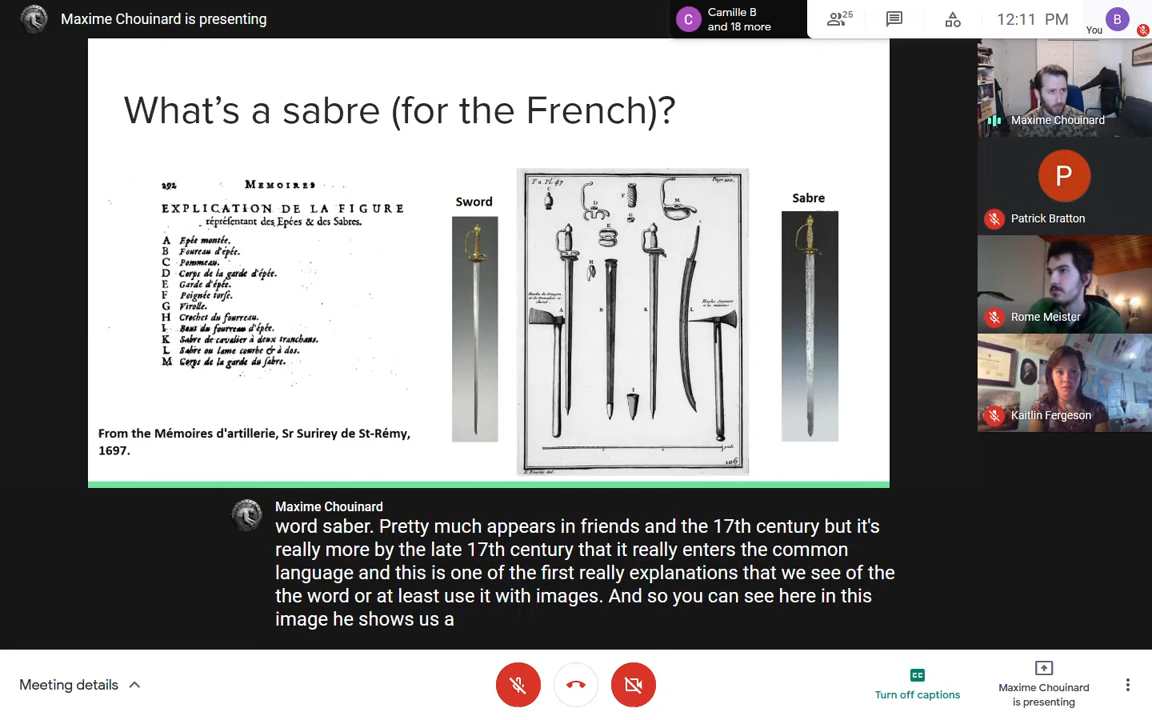 Maxime Chouinard is presenting
C
Camille B
and 18 more
25
12:11 PM
You
B
What's a sabre (for the French)?
292 MEMOIRES
EXPLICATION DE LA FIGURE
réprésentant des Epées & des Sabres.
A Epée montée.
B Foureau d'épée.
C Pommeau.
D Corps de la garde d'épée.
E Garde d'épée.
F Poignée torse.
G Virolle.
H Crochet du fourreau.
I Bout du fourreau d'épée.
K Sabre de cavalier à deux tranchans.
L Sabre ou lame courbe & à dos.
M Corps de la garde du sabre.
From the Mémoires d'artillerie, Sr Surirey de St-Rémy,
1697.
Sword
Sabre
106
Maxime Chouinard
P
Patrick Bratton
Rome Meister
Kaitlin Fergeson
Maxime Chouinard
word saber. Pretty much appears in friends and the 17th century but it's
really more by the late 17th century that it really enters the common
language and this is one of the first really explanations that we see of the
the word or at least use it with images. And so you can see here in this
image he shows us a
Meeting details
CC
Turn off captions
Maxime Chouinard
is presenting